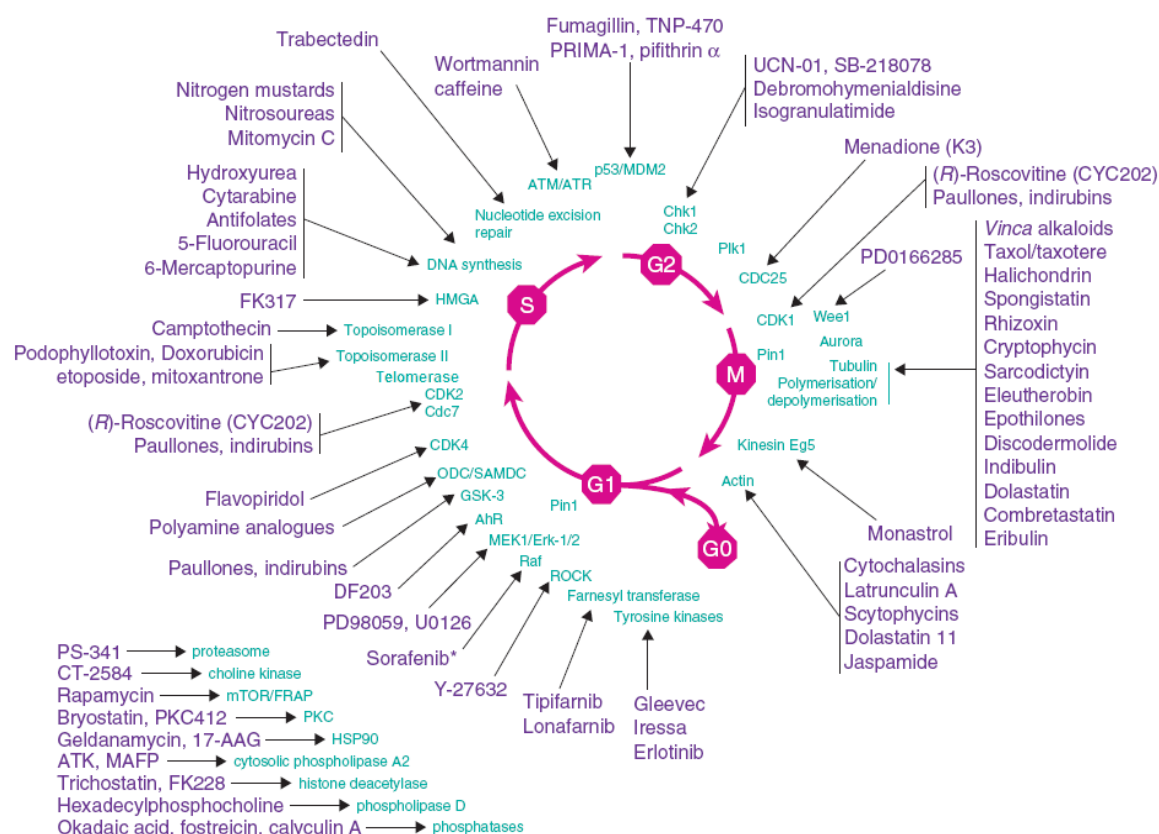 Fumagillin, TNP-470
PRIMA-1, pifithrin α
Trabectedin
Wortmannin
caffeine
UCN-01, SB-218078
Debromohymenialdisine
Isogranulatimide
Nitrogen mustards
Nitrosoureas
Mitomycin C
Menadione (K3)
(R)-Roscovitine (CYC202)
Paullones, indirubins
Hydroxyurea
Cytarabine
Antifolates
5-Fluorouracil
6-Mercaptopurine
p53/MDM2
ATM/ATR
Nucleotide excision
repair
Chk1
Chk2
Plk1
CDC25
PD0166285
Vinca alkaloids
Taxol/taxotere
Halichondrin
Spongistatin
Rhizoxin
Cryptophycin
Sarcodictyin
Eleutherobin
Epothilones
Discodermolide
Indibulin
Dolastatin
Combretastatin
Eribulin
DNA synthesis
G2
S
FK317
HMGA
CDK1
Wee1
Aurora
Camptothecin
Topoisomerase I
Podophyllotoxin, Doxorubicin
etoposide, mitoxantrone
Topoisomerase II
Telomerase
Pin1
M
Tubulin
Polymerisation/
depolymerisation
CDK2
Cdc7
(R)-Roscovitine (CYC202)
Paullones, indirubins
CDK4
Kinesin Eg5
Flavopiridol
ODC/SAMDC
Polyamine analogues
GSK-3
G1
Actin
Pin1
AhR
Monastrol
G0
MEK1/Erk-1/2
Paullones, indirubins
Raf
DF203
ROCK
Cytochalasins
Latrunculin A
Scytophycins
Dolastatin 11
Jaspamide
Farnesyl transferase
PD98059, U0126
Tyrosine kinases
Sorafenib*
Y-27632
Tipifarnib
Lonafarnib
Gleevec
Iressa
Erlotinib
PS-341 proteasome
CT-2584 choline kinase
Rapamycin mTOR/FRAP
Bryostatin, PKC412 PKC
Geldanamycin, 17-AAG HSP90
ATK, MAFP cytosolic phospholipase A2
Trichostatin, FK228 histone deacetylase
Hexadecylphosphocholine phospholipase D
Okadaic acid, fostreicin, calyculin A phosphatases